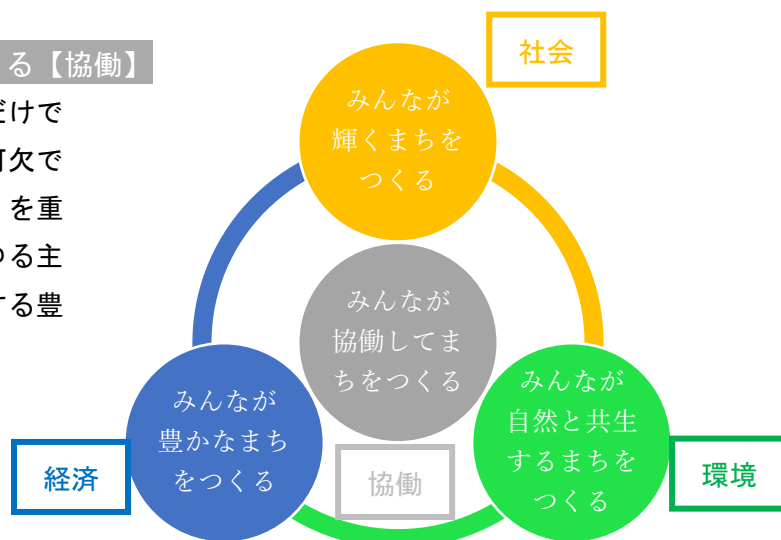 る【協働】
だけで
可欠で
」を重
ゆる主
する豊
社会
みんなが
輝くまちを
つくる
みんなが
協働してま
ちをつくる
みんなが
豊かなまち
をつくる
みんなが
自然と共生
するまちを
つくる
経済
協働
環境